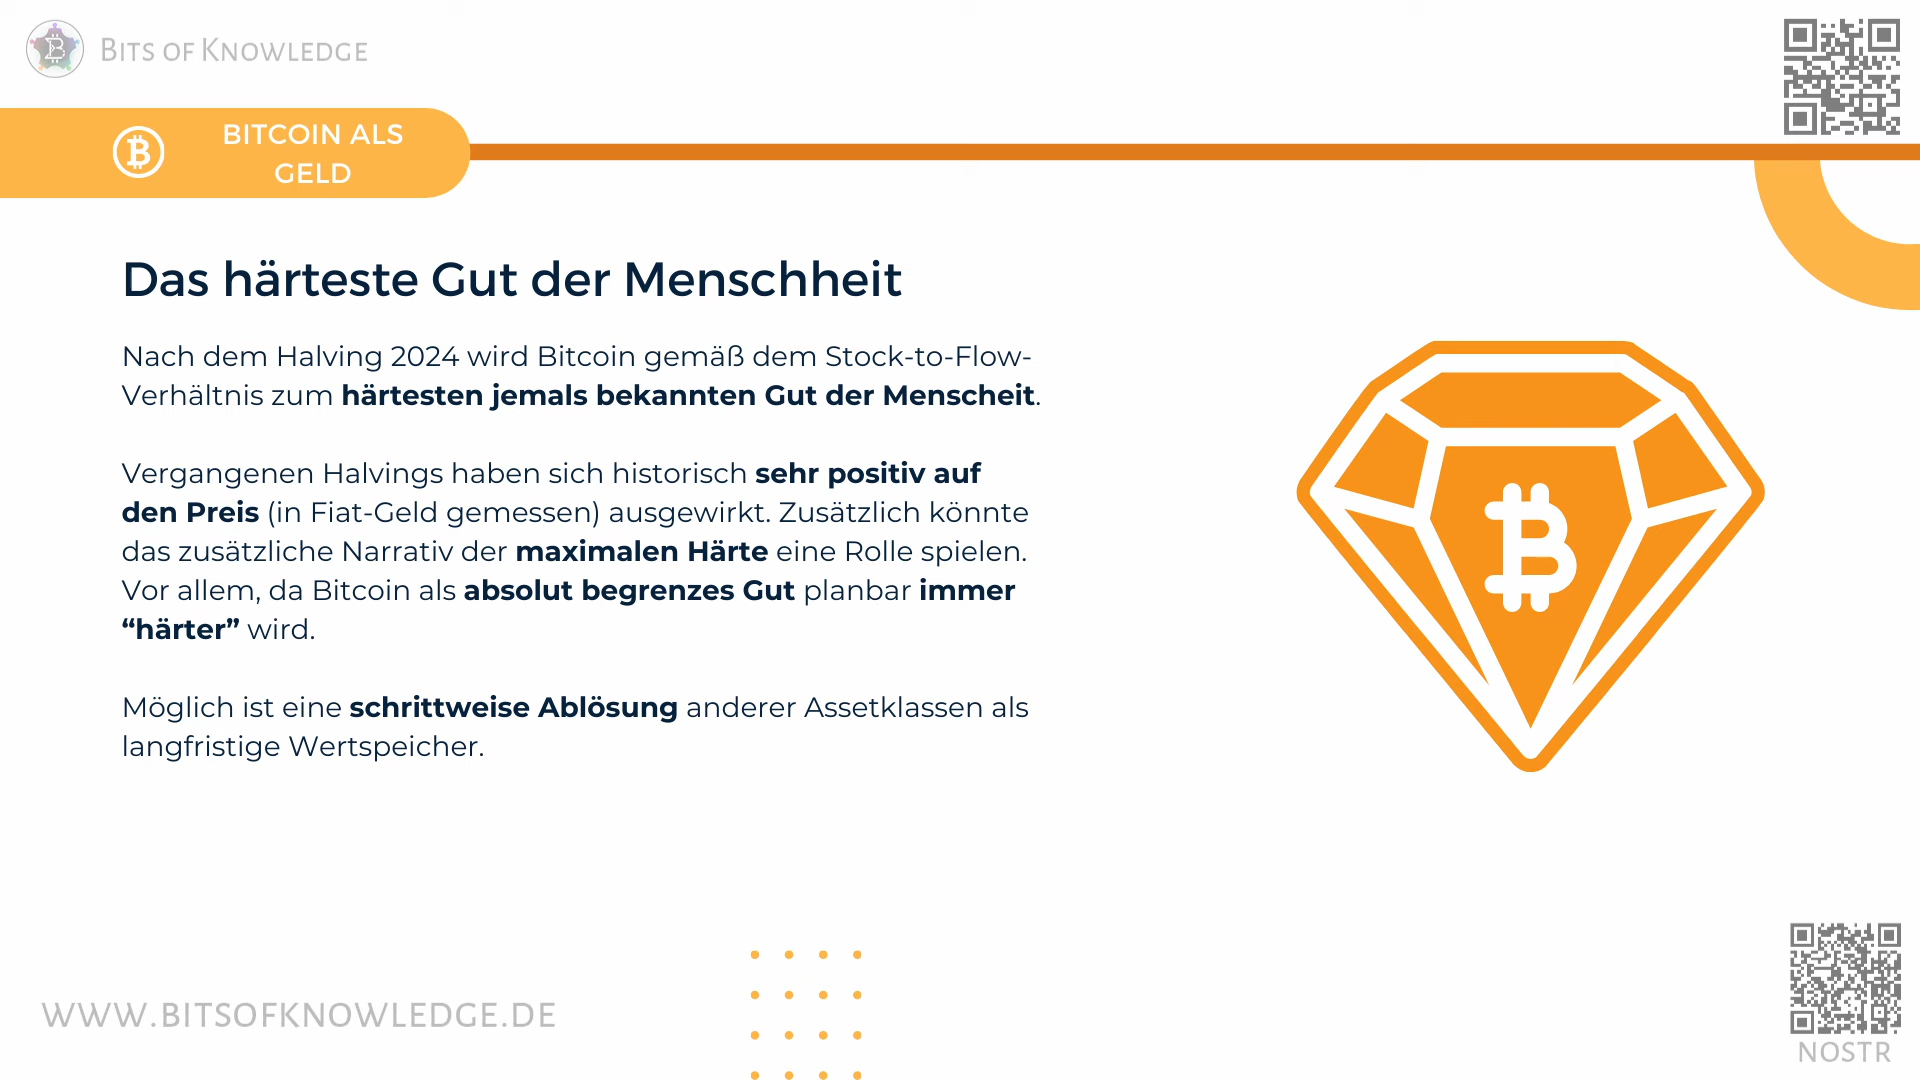 Bits of Knowledge
BITCOIN ALS
GELD
Das härteste Gut der Menschheit
Nach dem Halving 2024 wird Bitcoin gemäß dem Stock-to-Flow-
Verhältnis zum härtesten jemals bekannten Gut der Menscheit.
Vergangenen Halvings haben sich historisch sehr positiv auf
den Preis (in Fiat-Geld gemessen) ausgewirkt. Zusätzlich könnte
das zusätzliche Narrativ der maximalen Härte eine Rolle spielen.
Vor allem, da Bitcoin als absolut begrenzes Gut planbar immer
“härter” wird.
Möglich ist eine schrittweise Ablösung anderer Assetklassen als
langfristige Wertspeicher.
WWW.BITSOFKNOWLEDGE.DE
NOSTR